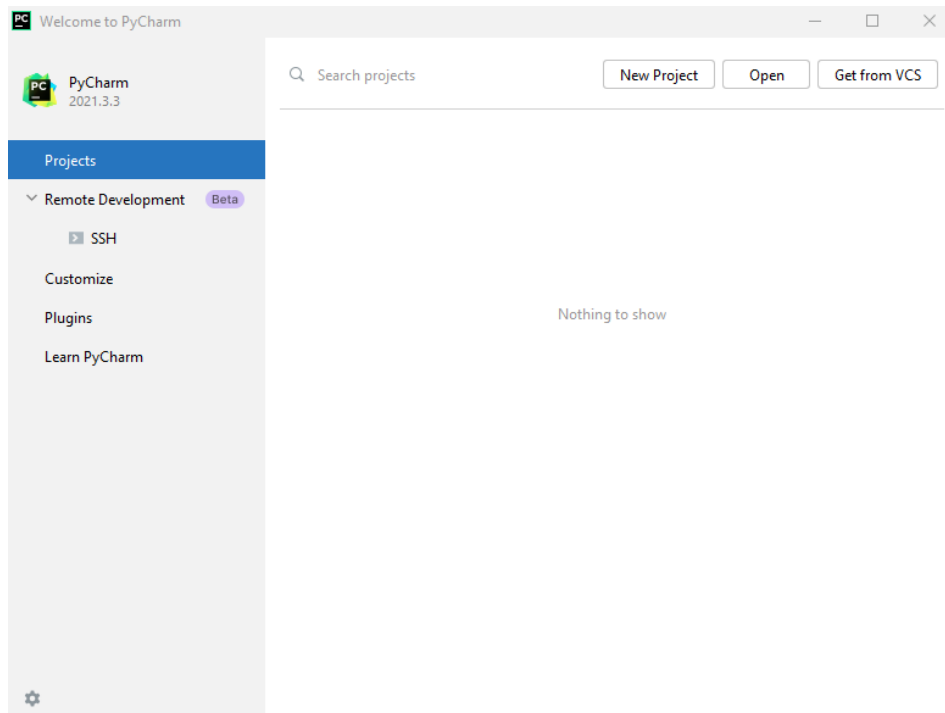 PC Welcome to PyCharm
PC PyCharm
2021.3.3
Search projects New Project Open Get from VCS
Projects
Remote Development Beta
SSH
Customize
Plugins
Learn PyCharm
Nothing to show